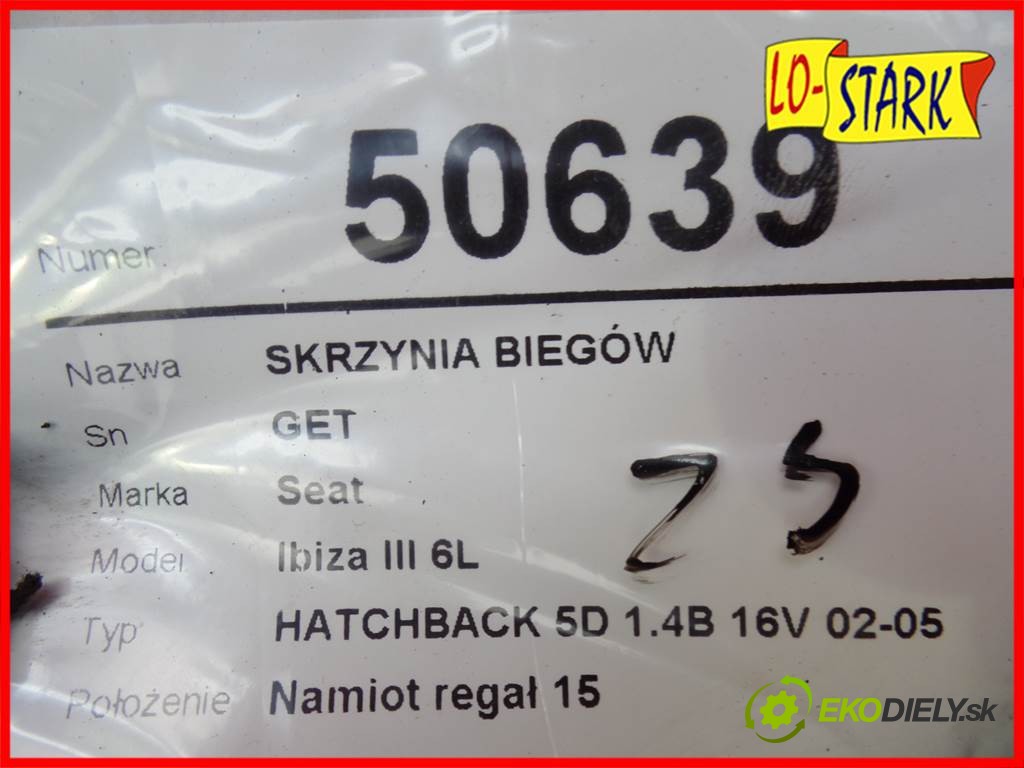 LO-STARK
Numer: 50639
Nazwa SKRZYNIA BIEGÓW
Sn GET
Marka Seat
Model Ibiza III 6L
Typ HATCHBACK 5D 1.4B 16V 02-05
Położenie Namiot regał 15
25
EKODIELY.sk